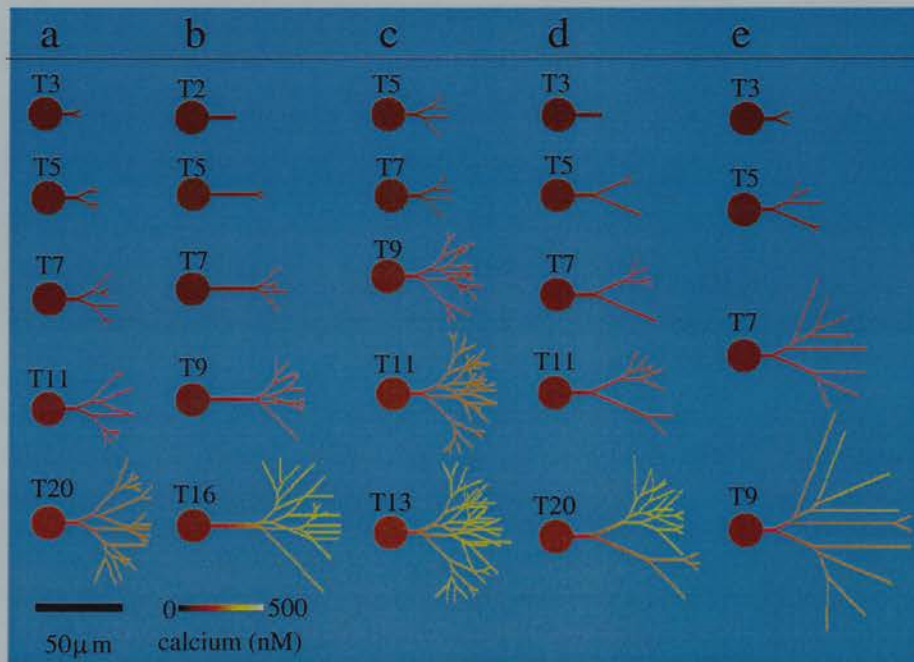 a b c d e
T3 T2 T5 T3 T3
T5 T5 T7 T5 T5
T7 T7 T9 T7 T7
T11 T9 T11 T11
T20 T16 T13 T20 T9
0 500
50μm calcium (nM)